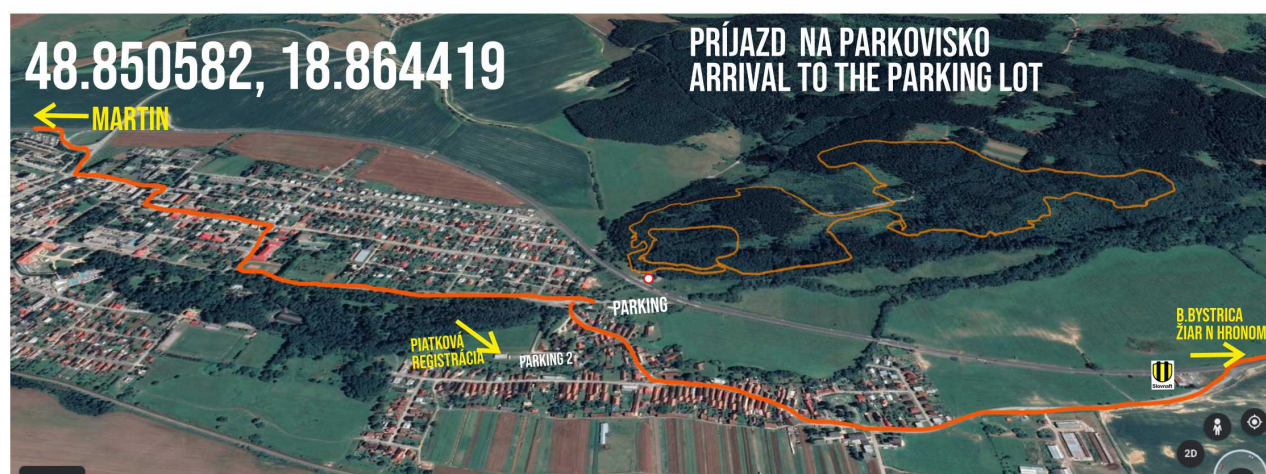 48.850582, 18.864419
PRÍJAZD NA PARKOVISKO
ARRIVAL TO THE PARKING LOT
MARTIN
PARKING
PIATKOVÁ
REGISTRÁCIA
PARKING 2
B.BYSTRICA
ŽIAR N HRONOM
Slovnaft
2D